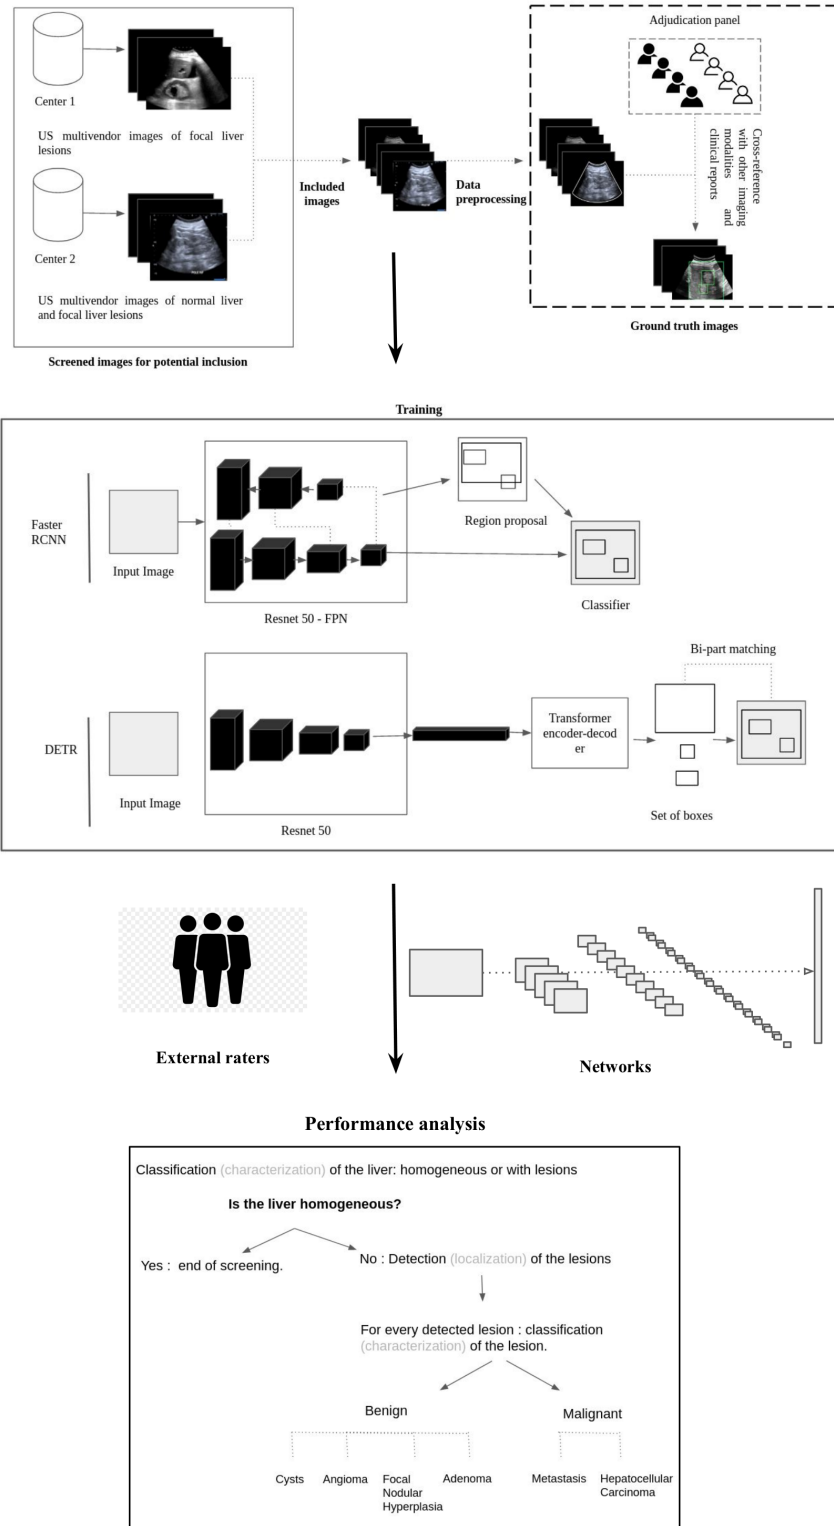 Adjudication panel
Center 1
US multivendor images of focal liver
lesions
Center 2
US multivendor images of normal liver
and focal liver lesions
Screened images for potential inclusion
Included
images
Data
preprocessing
Cross-reference
with other imaging
modalities and
clinical reports
Ground truth images
Training
Faster
RCNN
Input Image
Resnet 50 - FPN
Region proposal
Classifier
Bi-part matching
DETR
Input Image
Resnet 50
Transformer
encoder-decod
er
Set of boxes
External raters
Networks
Performance analysis
Classification (characterization) of the liver: homogeneous or with lesions
Is the liver homogeneous?
Yes : end of screening.
No : Detection (localization) of the lesions
For every detected lesion : classification
(characterization) of the lesion.
Benign
Malignant
Cysts
Angioma
Focal
Nodular
Hyperplasia
Adenoma
Metastasis
Hepatocellular
Carcinoma